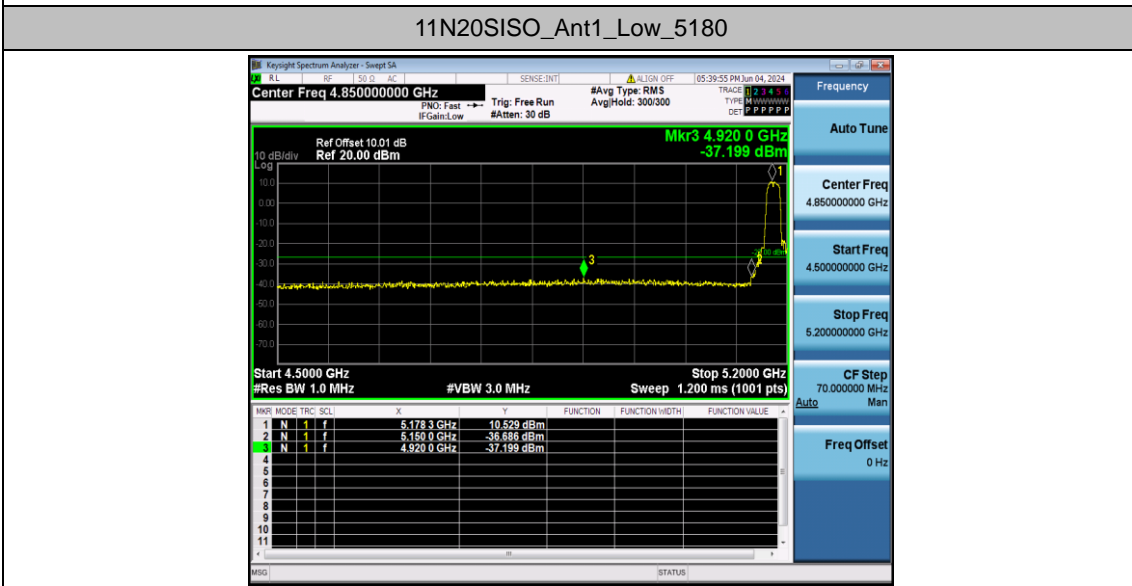 11N20SISO_Ant1_Low_5180
Keysight Spectrum Analyzer - Swept SA
RL RF 50 Ω AC SENSE:INT ALIGN OFF 05:39:55 PM Jun 04, 2024
Center Freq 4.850000000 GHz
PNO: Fast
IFGain:Low
Trig: Free Run
#Atten: 30 dB
#Avg Type: RMS
Avg|Hold: 300/300
TRACE 1 2 3 4 5 6
TYPE M WWWWW
DET P P P P P P
Frequency
Auto Tune
Center Freq
4.850000000 GHz
Start Freq
4.500000000 GHz
Stop Freq
5.200000000 GHz
CF Step
70.000000 MHz
Auto Man
Freq Offset
0 Hz
Mkr3 4.920 0 GHz
-37.199 dBm
Ref Offset 10.01 dB
10 dB/div Ref 20.00 dBm
Log
10.0
0.00
-10.0
-20.0
-30.0
-40.0
-50.0
-60.0
-70.0
1
3
Start 4.5000 GHz Stop 5.2000 GHz
#Res BW 1.0 MHz #VBW 3.0 MHz Sweep 1.200 ms (1001 pts)
MKR MODE TRC SCL X Y FUNCTION FUNCTION WIDTH FUNCTION VALUE
1 N 1 f 5.178 3 GHz 10.529 dBm
2 N 1 f 5.150 0 GHz -36.686 dBm
3 N 1 f 4.920 0 GHz -37.199 dBm
4
5
6
7
8
9
10
11
MSG STATUS